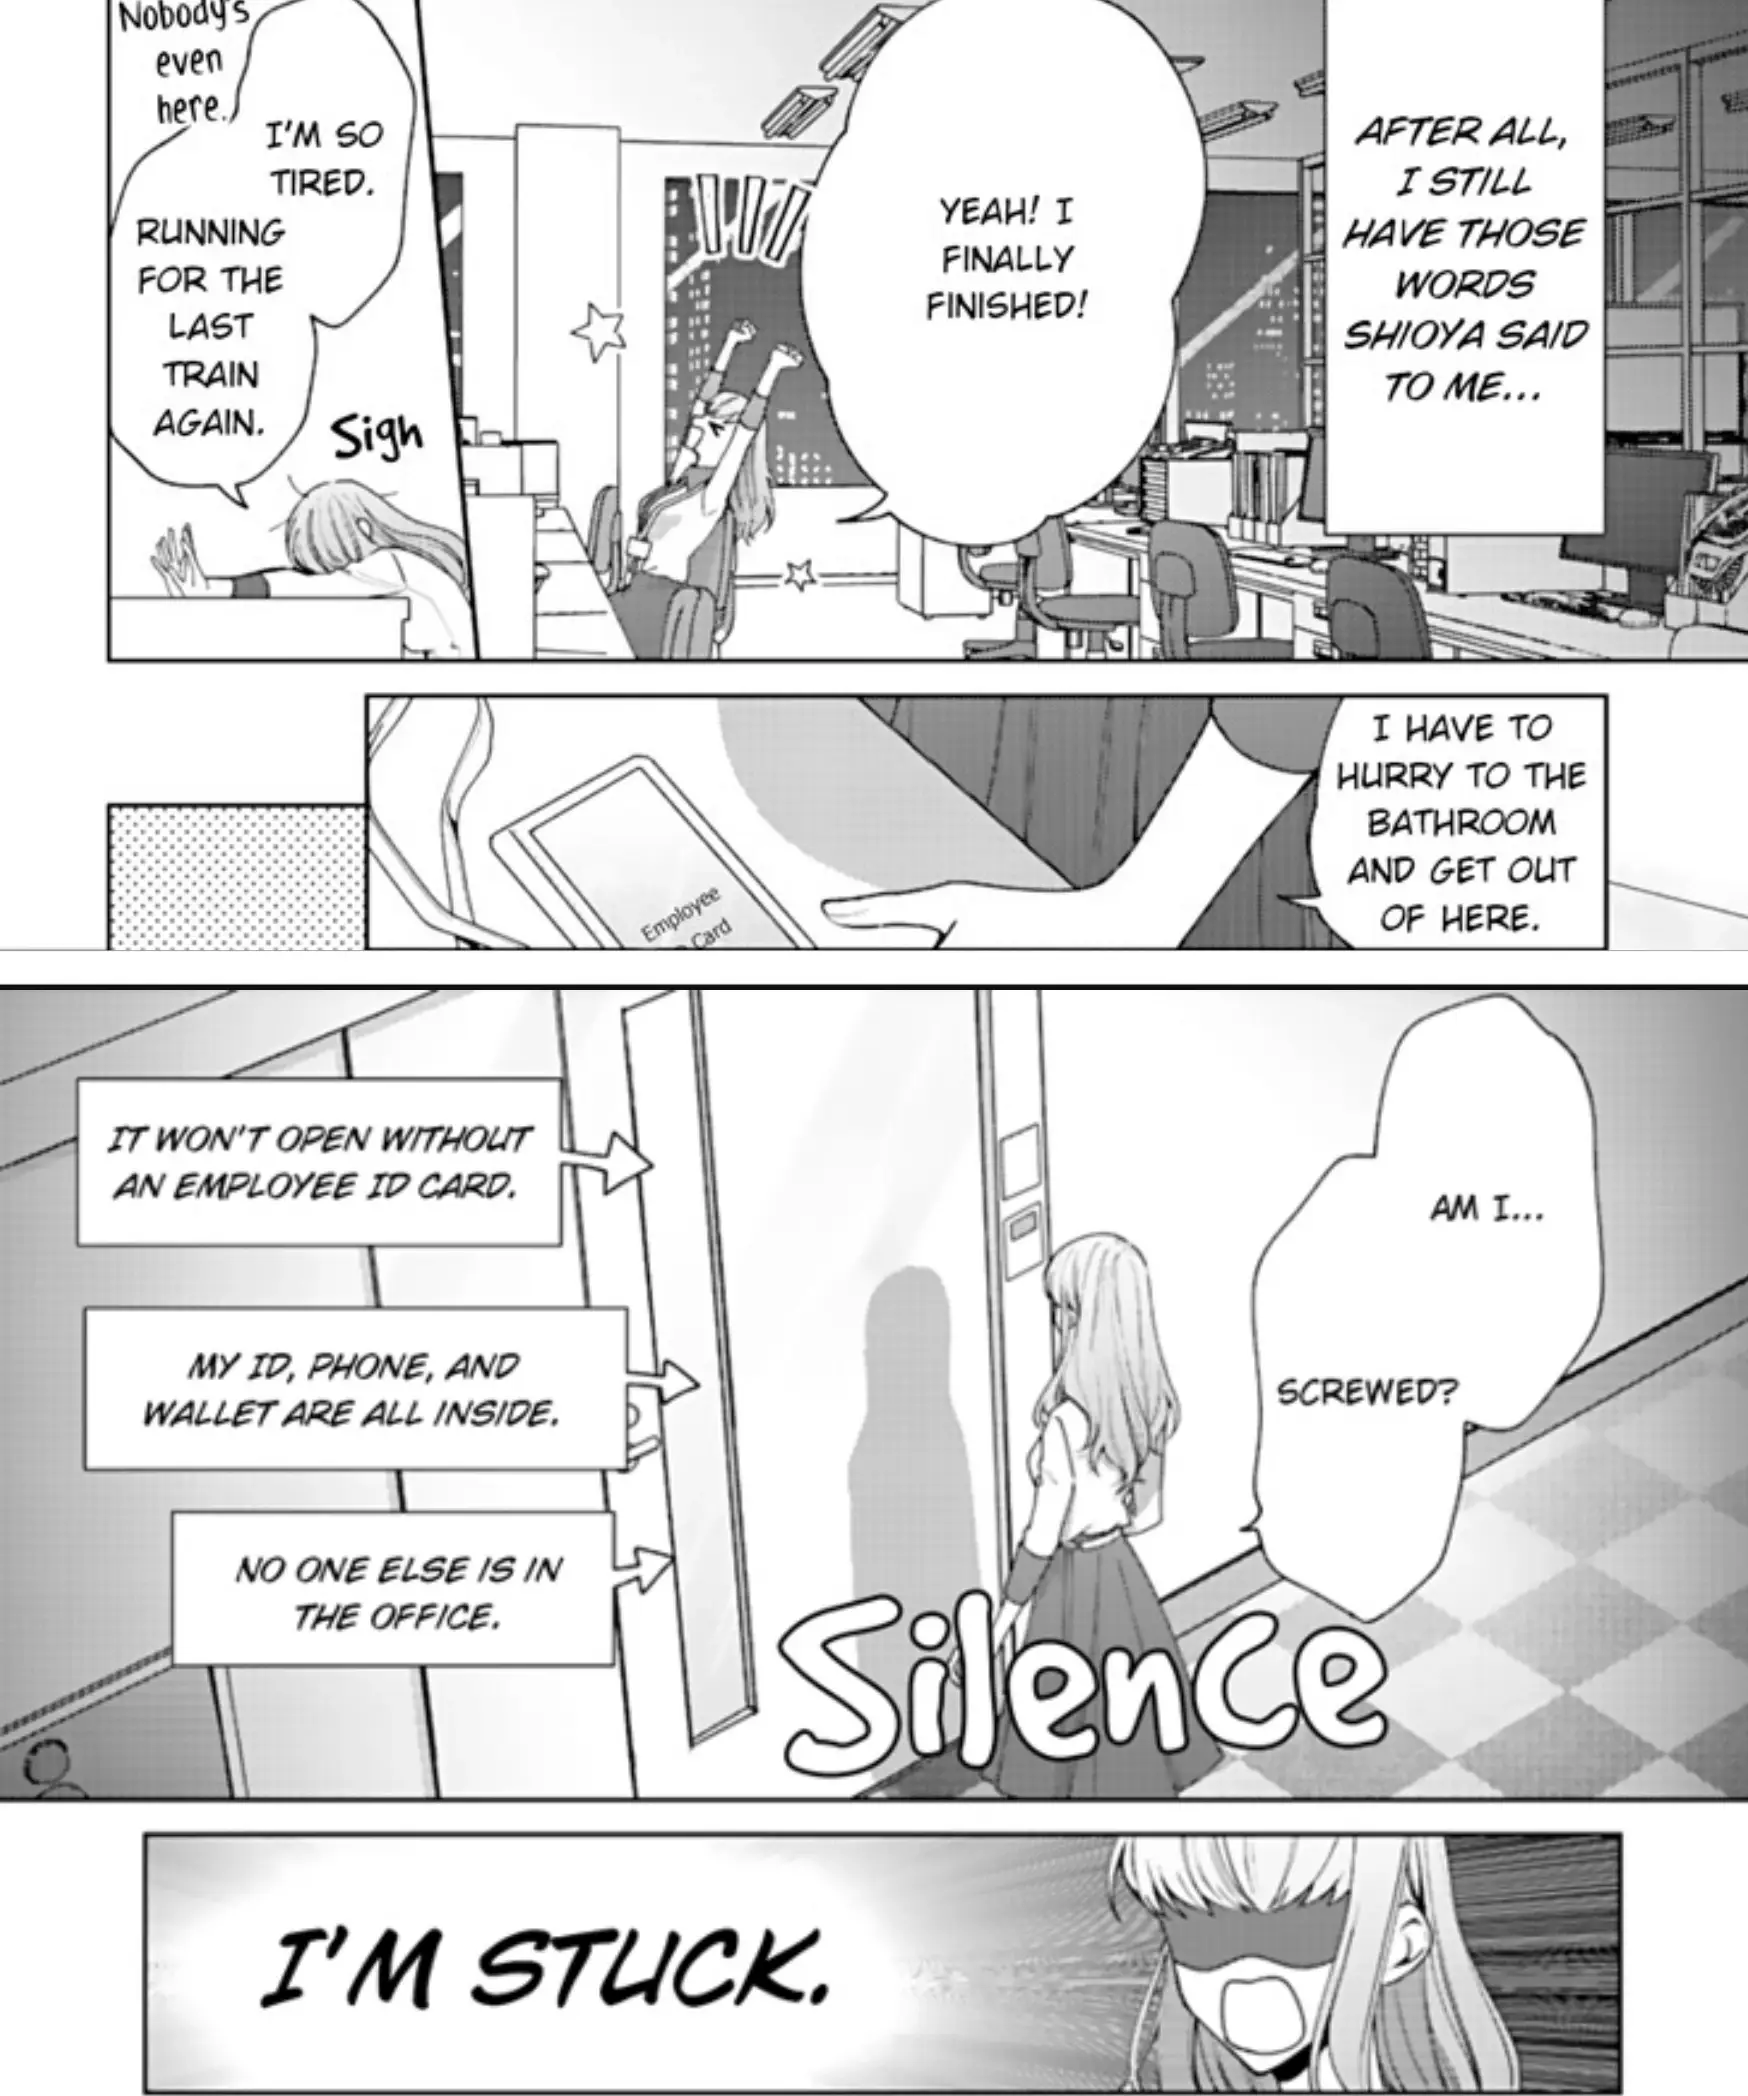 AFTER ALL,
I STILL
HAVE THOSE
WORDS
SHIOYA SAID
TO ME...
YEAH! I
FINALLY
FINISHED!
Nobody's
even
here.
I'M SO
TIRED.
RUNNING
FOR THE
LAST
TRAIN
AGAIN.
Sigh
I HAVE TO
HURRY TO THE
BATHROOM
AND GET OUT
OF HERE.
Employee
Card
AM I...
SCREWED?
IT WON'T OPEN WITHOUT
AN EMPLOYEE ID CARD.
MY ID, PHONE, AND
WALLET ARE ALL INSIDE.
NO ONE ELSE IS IN
THE OFFICE.
Silence
I'M STUCK.